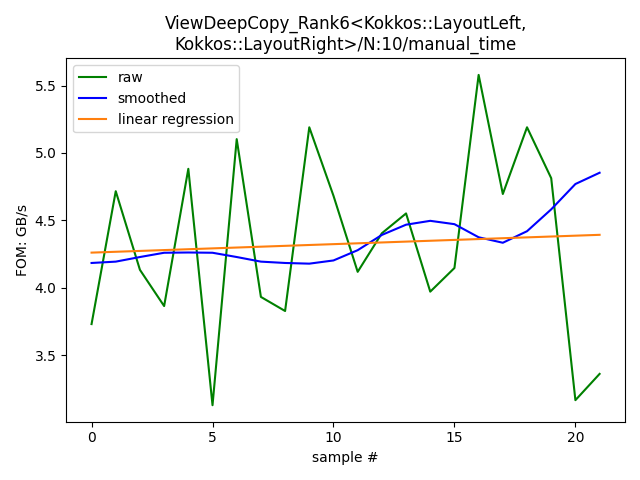 ViewDeepCopy_Rank6<Kokkos::LayoutLeft,
Kokkos::LayoutRight>/N:10/manual_time
raw
smoothed
linear regression
FOM: GB/s
5.5
5.0
4.5
4.0
3.5
0
5
10
15
20
sample #